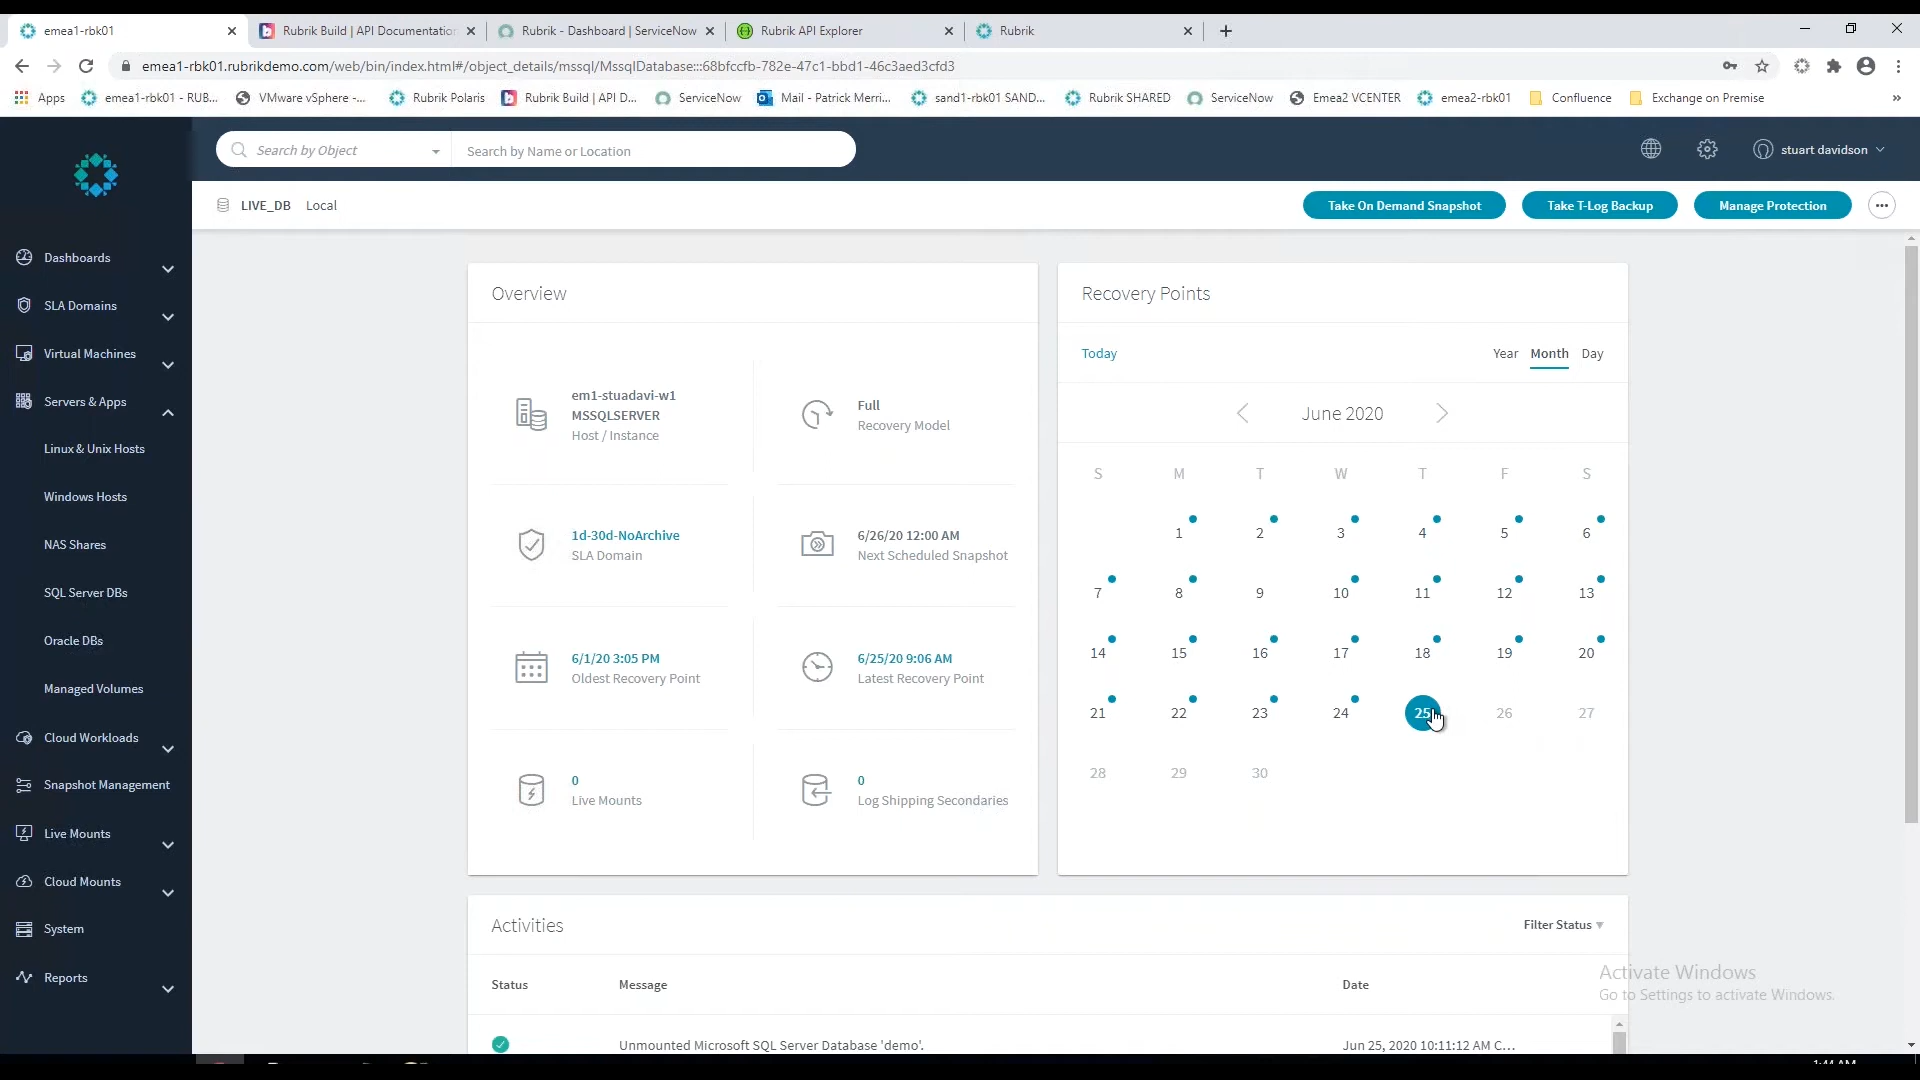 emea1-rbk01
Rubrik Build | API Documentatio
Rubrik - Dashboard | ServiceNow
Rubrik API Explorer
Rubrik
emea1-rbk01.rubrikdemo.com/web/bin/index.html#/object_details/mssql/MssqlDatabase:::68bfccfb-782e-47c1-bbd1-46c3aed3cfd3
Apps
emea1-rbk01 - RUB...
VMware vSphere -...
Rubrik Polaris
Rubrik Build | API D...
ServiceNow
Mail - Patrick Merri...
sand1-rbk01 SAND...
Rubrik SHARED
ServiceNow
Emea2 VCENTER
emea2-rbk01
Confluence
Exchange on Premise
Search by Object
Search by Name or Location
stuart davidson
LIVE_DB Local
Take On Demand Snapshot
Take T-Log Backup
Manage Protection
Dashboards
SLA Domains
Virtual Machines
Servers & Apps
Linux & Unix Hosts
Windows Hosts
NAS Shares
SQL Server DBs
Oracle DBs
Managed Volumes
Cloud Workloads
Snapshot Management
Live Mounts
Cloud Mounts
System
Reports
Overview
em1-stuadavi-w1
MSSQLSERVER
Host / Instance
Full
Recovery Model
1d-30d-NoArchive
SLA Domain
6/26/20 12:00 AM
Next Scheduled Snapshot
6/1/20 3:05 PM
Oldest Recovery Point
6/25/20 9:06 AM
Latest Recovery Point
0
Live Mounts
0
Log Shipping Secondaries
Recovery Points
Today
Year Month Day
June 2020
S M T W T F S
1 2 3 4 5 6
7 8 9 10 11 12 13
14 15 16 17 18 19 20
21 22 23 24 25 26 27
28 29 30
Activities
Filter Status
Status Message Date
Unmounted Microsoft SQL Server Database 'demo'. Jun 25, 2020 10:11:12 AM C...
Activate Windows
Go to Settings to activate Windows.